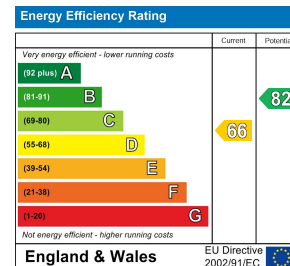 Energy Efficiency Rating
Current Potentia
Very energy efficient - lower running costs
(92 plus) A
(81-91) B
82
(69-80) C
66
(55-68) D
(39-54) E
(21-38) F
(1-20) G
Not energy efficient - higher running costs
England & Wales
EU Directive
2002/91/EC